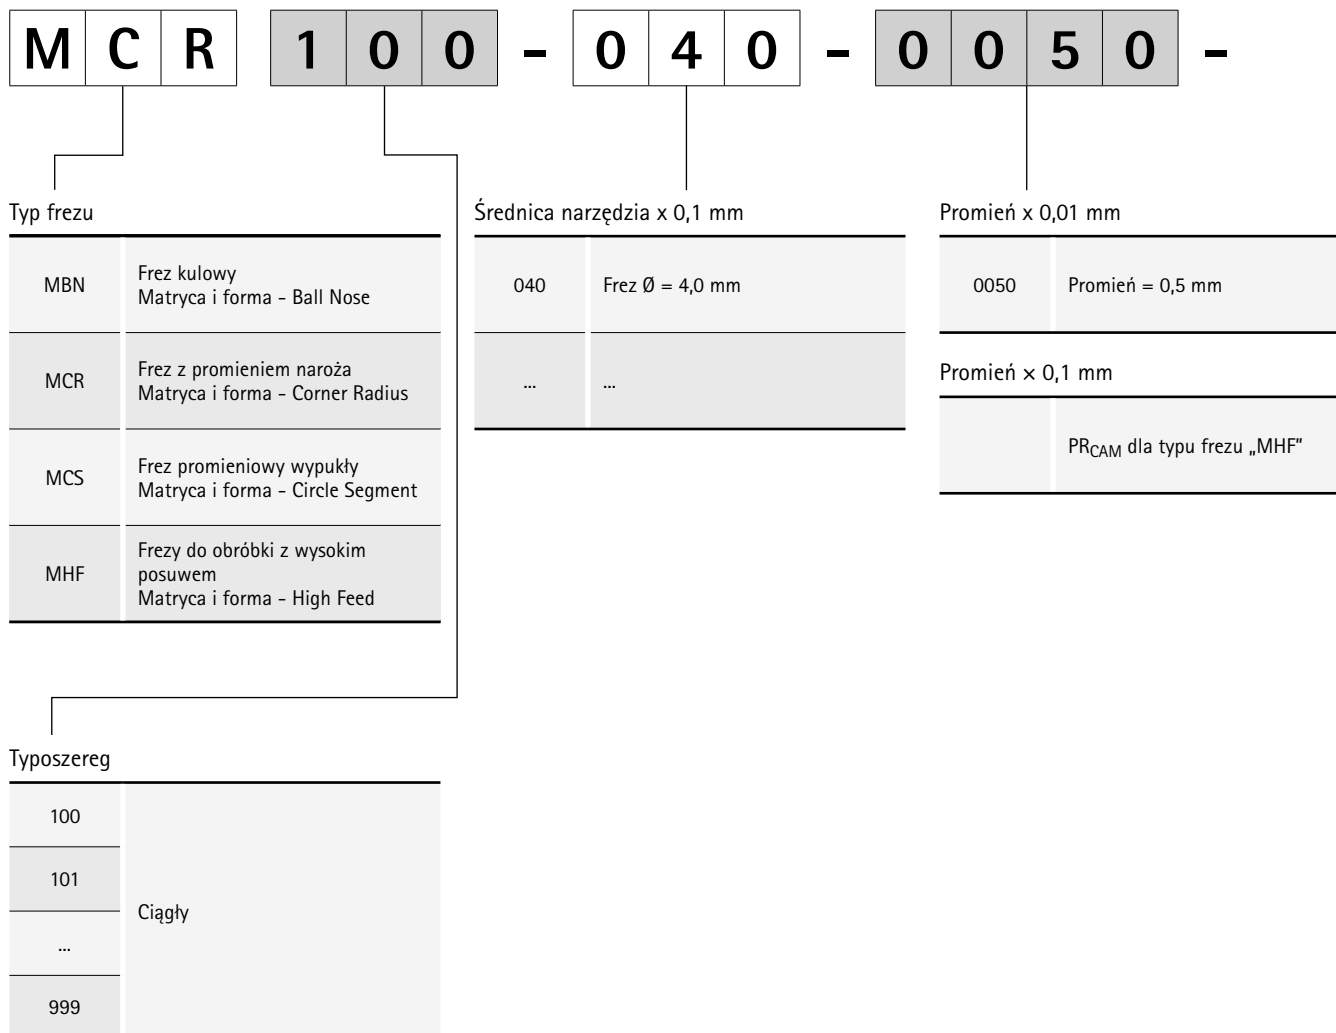 M C R 1 0 0 - 0 4 0 - 0 0 5 0 -
Typ frezu
MBN
Frez kulowy
Matryca i forma - Ball Nose
MCR
Frez z promieniem naroża
Matryca i forma - Corner Radius
MCS
Frez promieniowy wypukły
Matryca i forma - Circle Segment
MHF
Frezy do obróbki z wysokim
posuwem
Matryca i forma - High Feed
Średnica narzędzia x 0,1 mm
040
Frez Ø = 4,0 mm
...
...
Promień x 0,01 mm
0050
Promień = 0,5 mm
Promień × 0,1 mm
PRCAM dla typu frezu „MHF”
Typoszereg
100
101
...
999
Ciągły